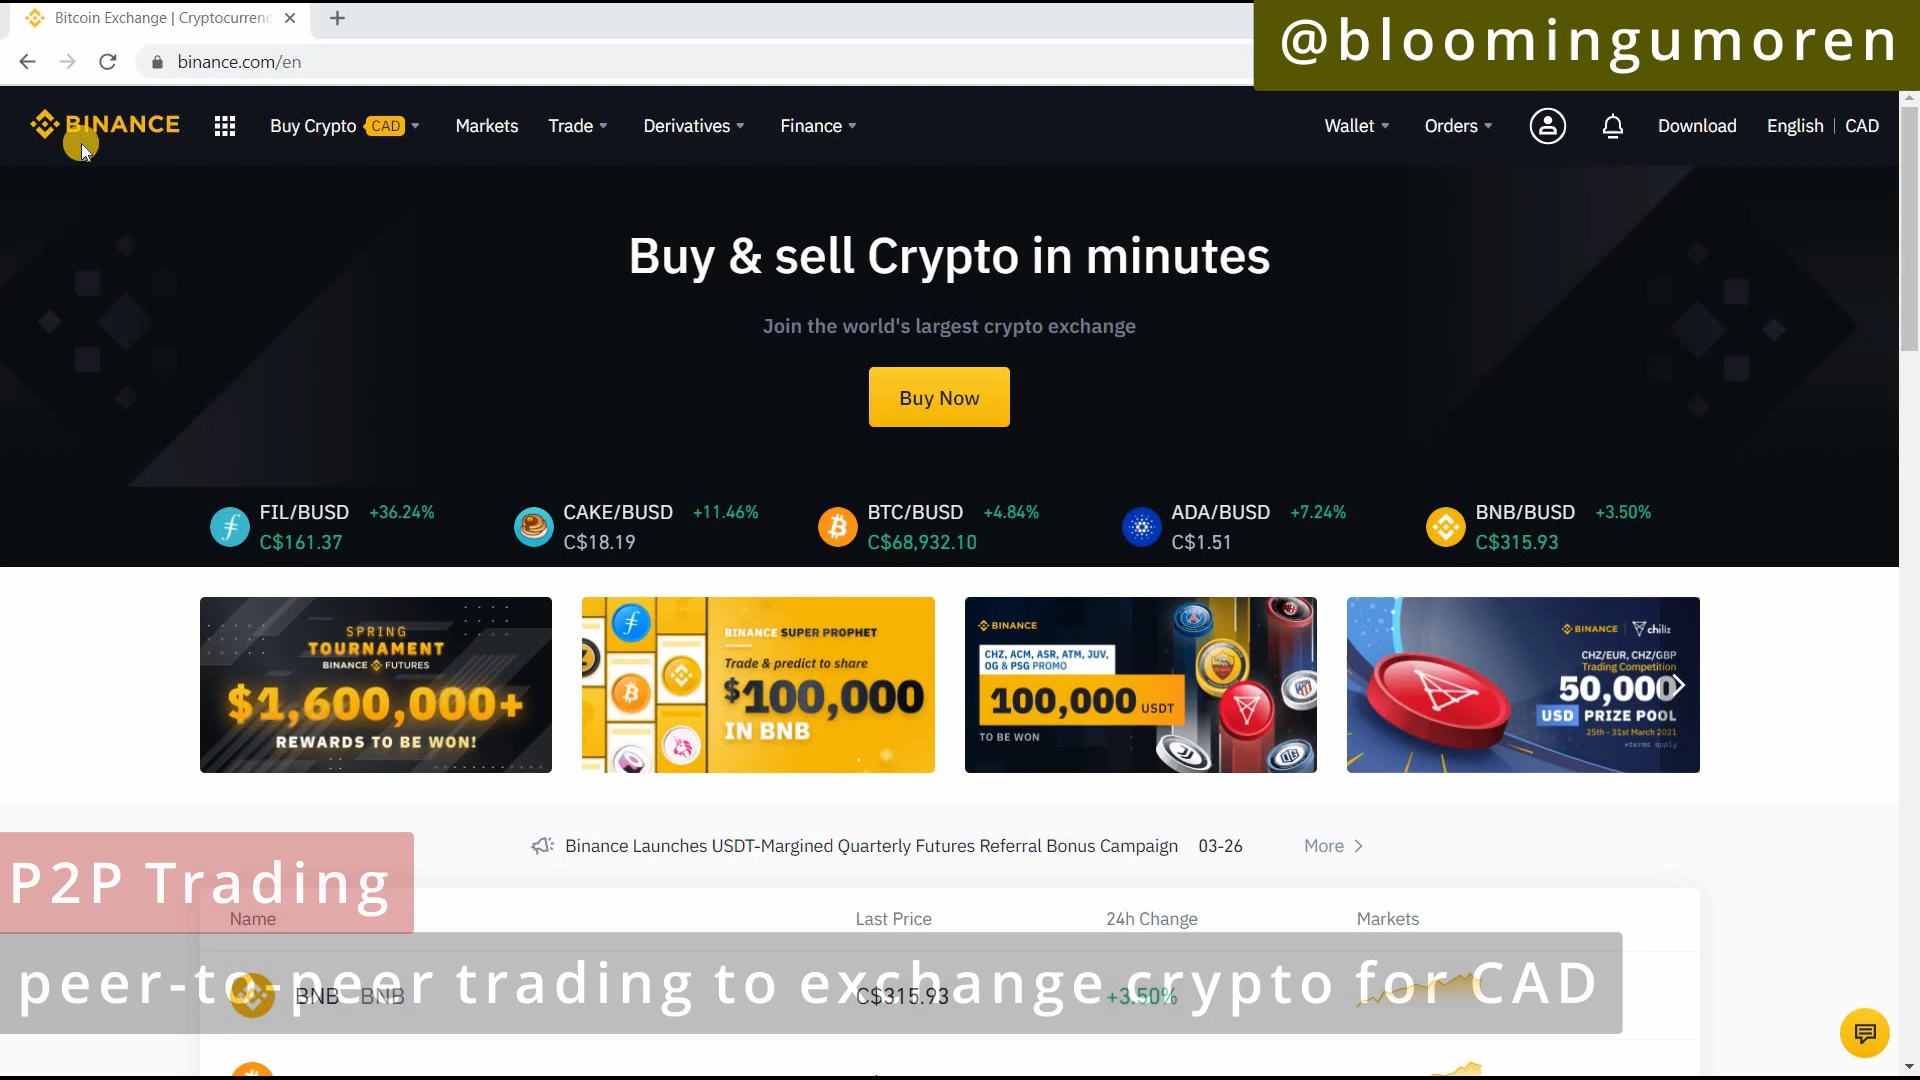 Bitcoin Exchange | Cryptocurrenc
@bloomingumoren
binance.com/en
BINANCE
Buy Crypto CAD
Markets
Trade
Derivatives
Finance
Wallet
Orders
Download
English | CAD
Buy & sell Crypto in minutes
Join the world's largest crypto exchange
Buy Now
FIL/BUSD +36.24%
C$161.37
CAKE/BUSD +11.46%
C$18.19
BTC/BUSD +4.84%
C$68,932.10
ADA/BUSD +7.24%
C$1.51
BNB/BUSD +3.50%
C$315.93
SPRING
TOURNAMENT
BINANCE FUTURES
$1,600,000+
REWARDS TO BE WON!
BINANCE SUPER PROPHET
Trade & predict to share
$100,000
IN BNB
BINANCE
CHZ, ACM, ASR, ATM, JUV,
OG & PSG PROMO
100,000 USDT
TO BE WON
BINANCE | chiliz
CHZ/EUR, CHZ/GBP
Trading Competition
50,000
USD PRIZE POOL
25th - 31st March 2021
*terms apply
Binance Launches USDT-Margined Quarterly Futures Referral Bonus Campaign 03-26
More
P2P Trading
Name
Last Price
24h Change
Markets
peer-to-peer trading to exchange crypto for CAD
BNB BNB
C$315.93
+3.50%